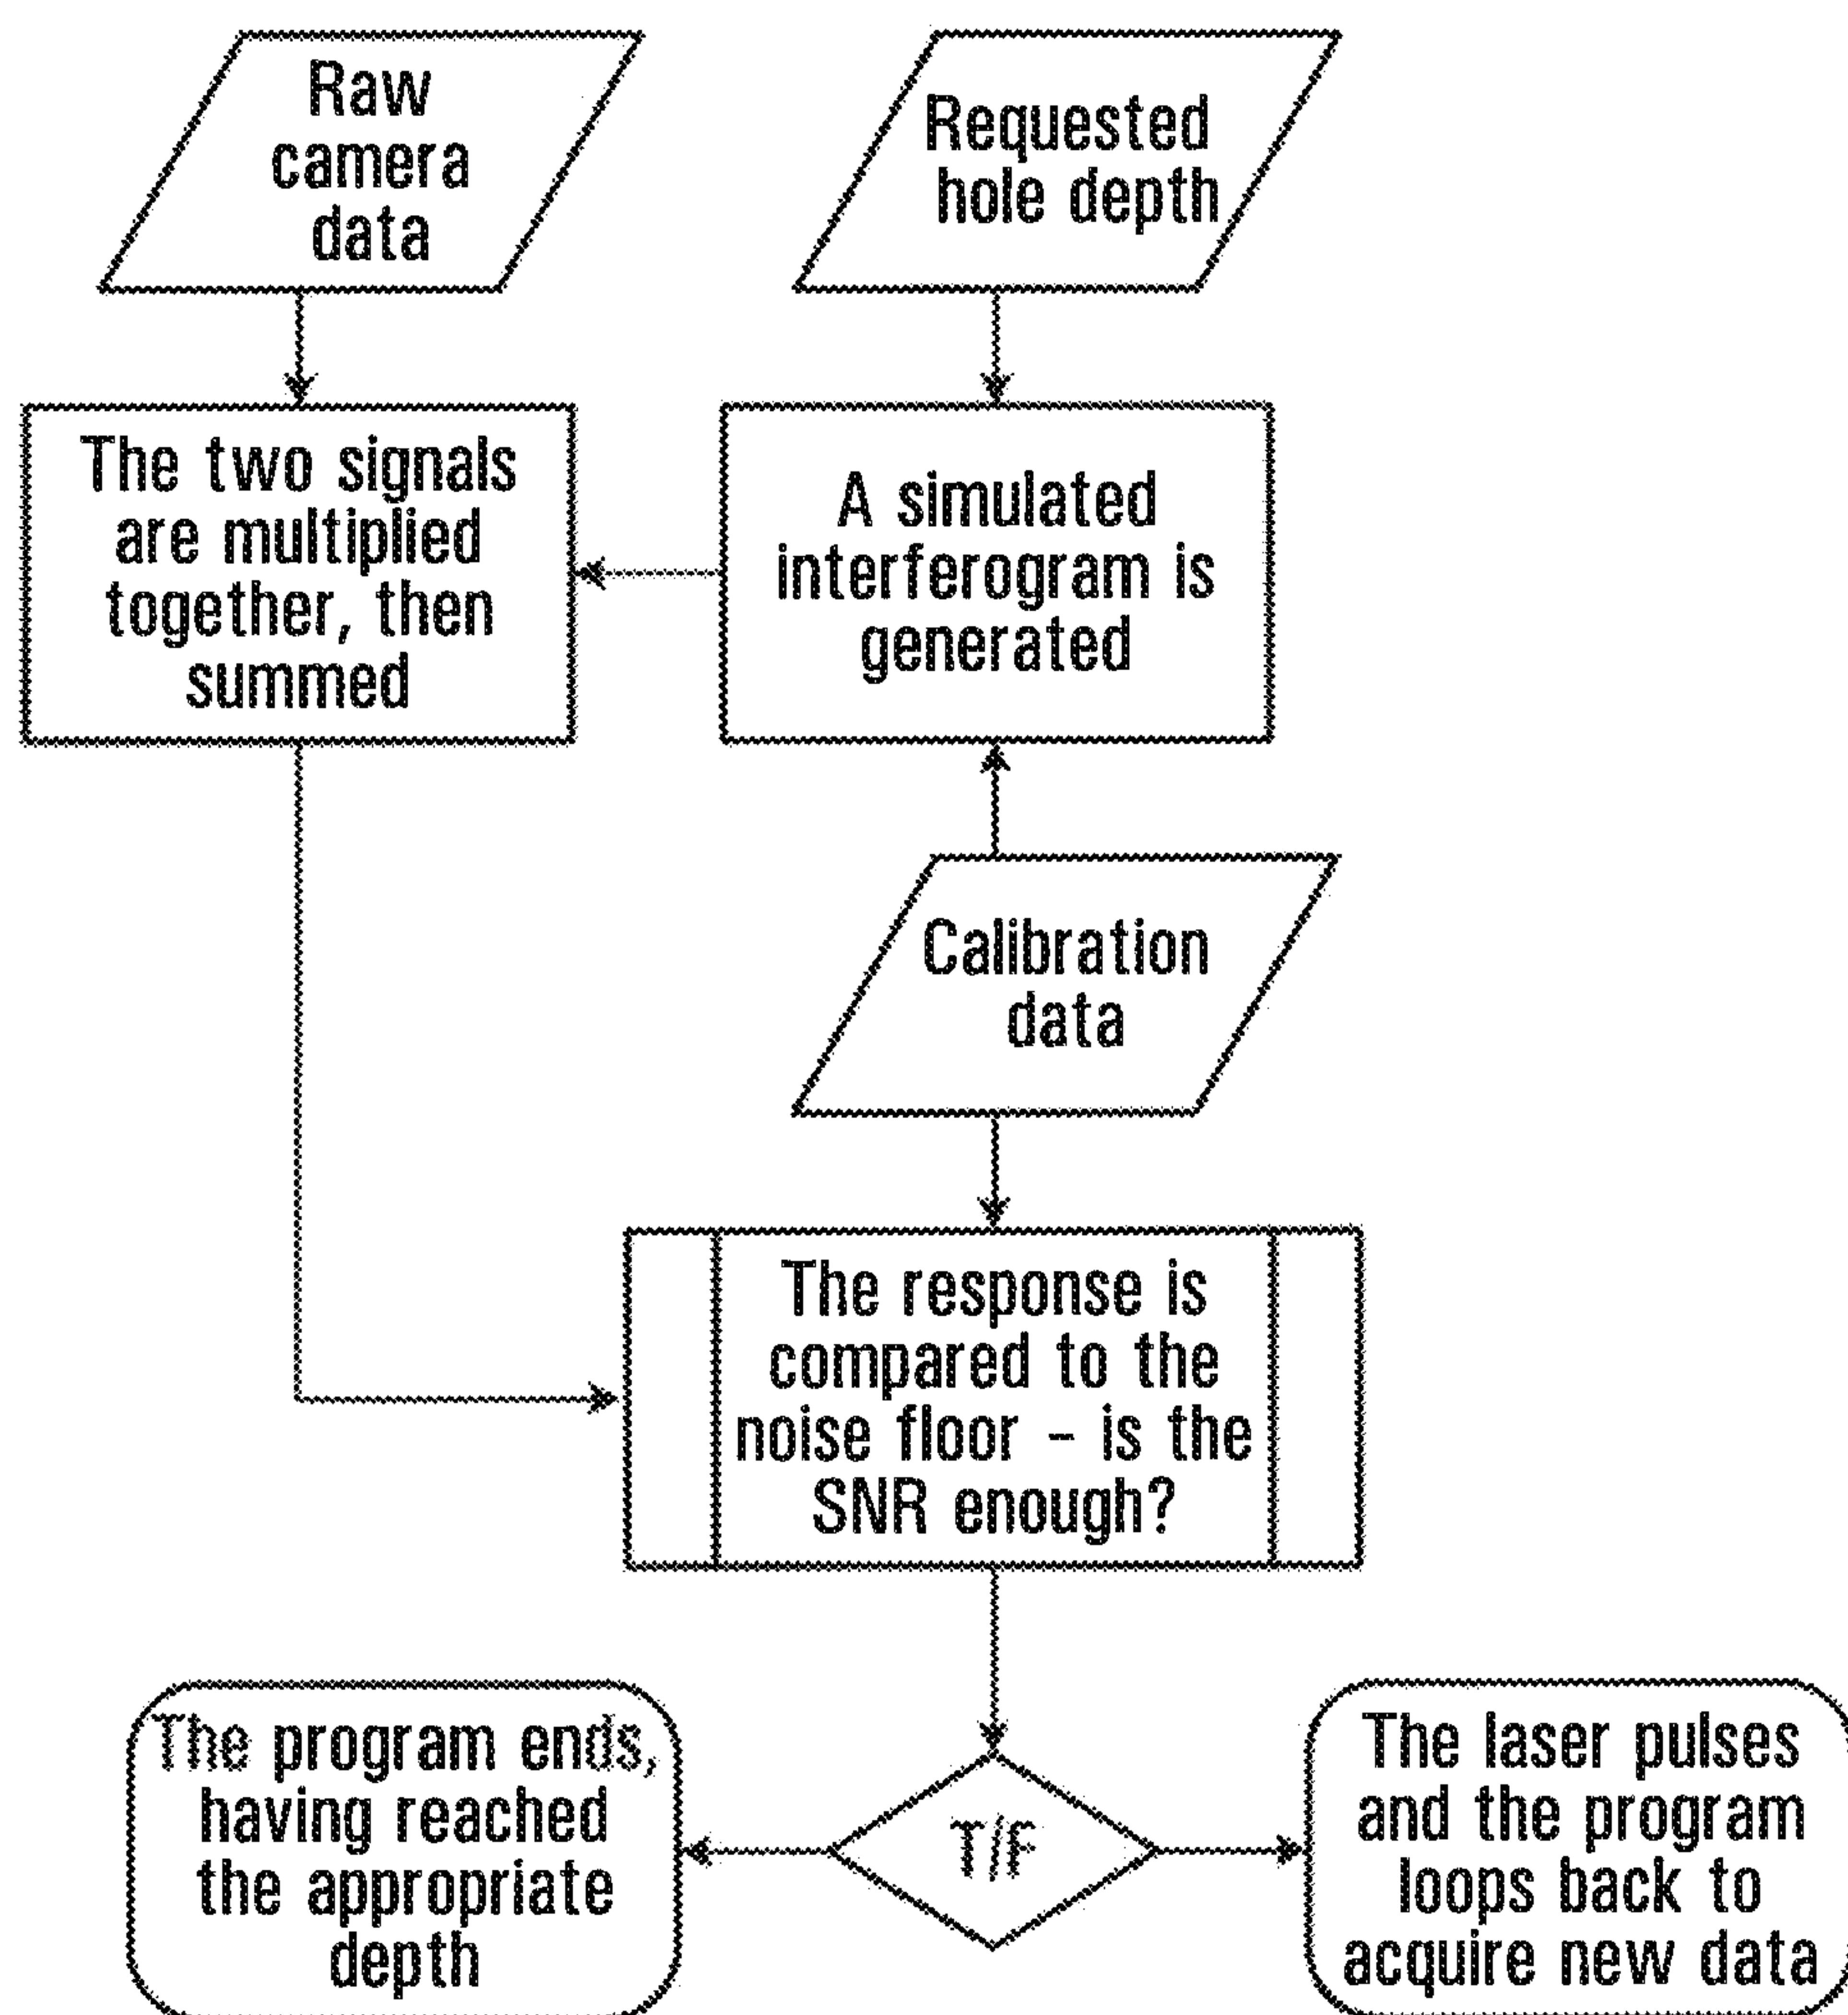 Raw
camera
data
Requested
hole depth
The two signals
are multiplied
together, then
summed
A simulated
interferogram is
generated
Calibration
data
The response is
compared to the
noise floor - is the
SNR enough?
The program ends,
having reached
the appropriate
depth
T/F
The laser pulses
and the program
loops back to
acquire new data